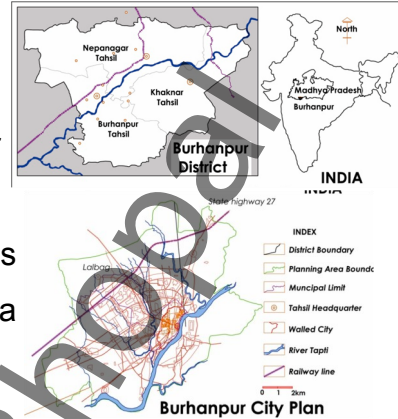 Nepanagar
Tahsil
Khaknar
Tahsil
Burhanpur
Tahsil
Burhanpur
District
North
Madhya Pradesh
Burhanpur
INDIA
INDIA
State highway 27
Lalbag
INDEX
District Boundary
Planning Area Bounda
Muncipal Limit
Tahsil Headquarter
Walled City
River Tapti
Railway line
0 1 2km
Burhanpur City Plan
s
a